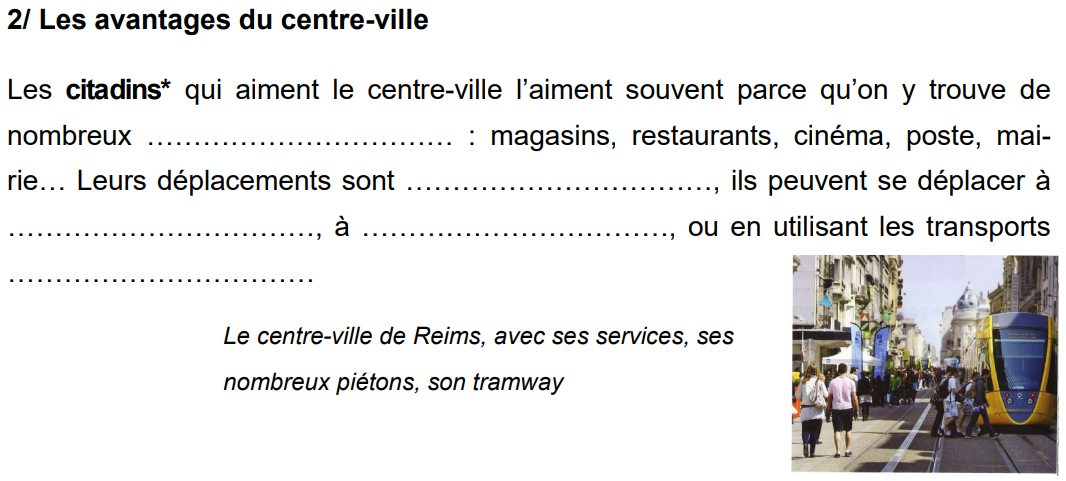 2/ Les avantages du centre-ville
Les citadins* qui aiment le centre-ville l’aiment souvent parce qu’on y trouve de
nombreux …………………………… : magasins, restaurants, cinéma, poste, mai-
rie… Leurs déplacements sont ……………………………, ils peuvent se déplacer à
……………………………, à ……………………………, ou en utilisant les transports
……………………………
Le centre-ville de Reims, avec ses services, ses
nombreux piétons, son tramway